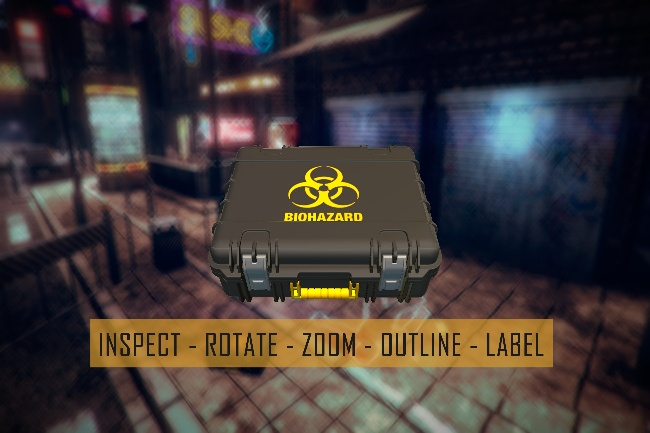 BIOHAZARD
INSPECT - ROTATE - ZOOM - OUTLINE - LABEL